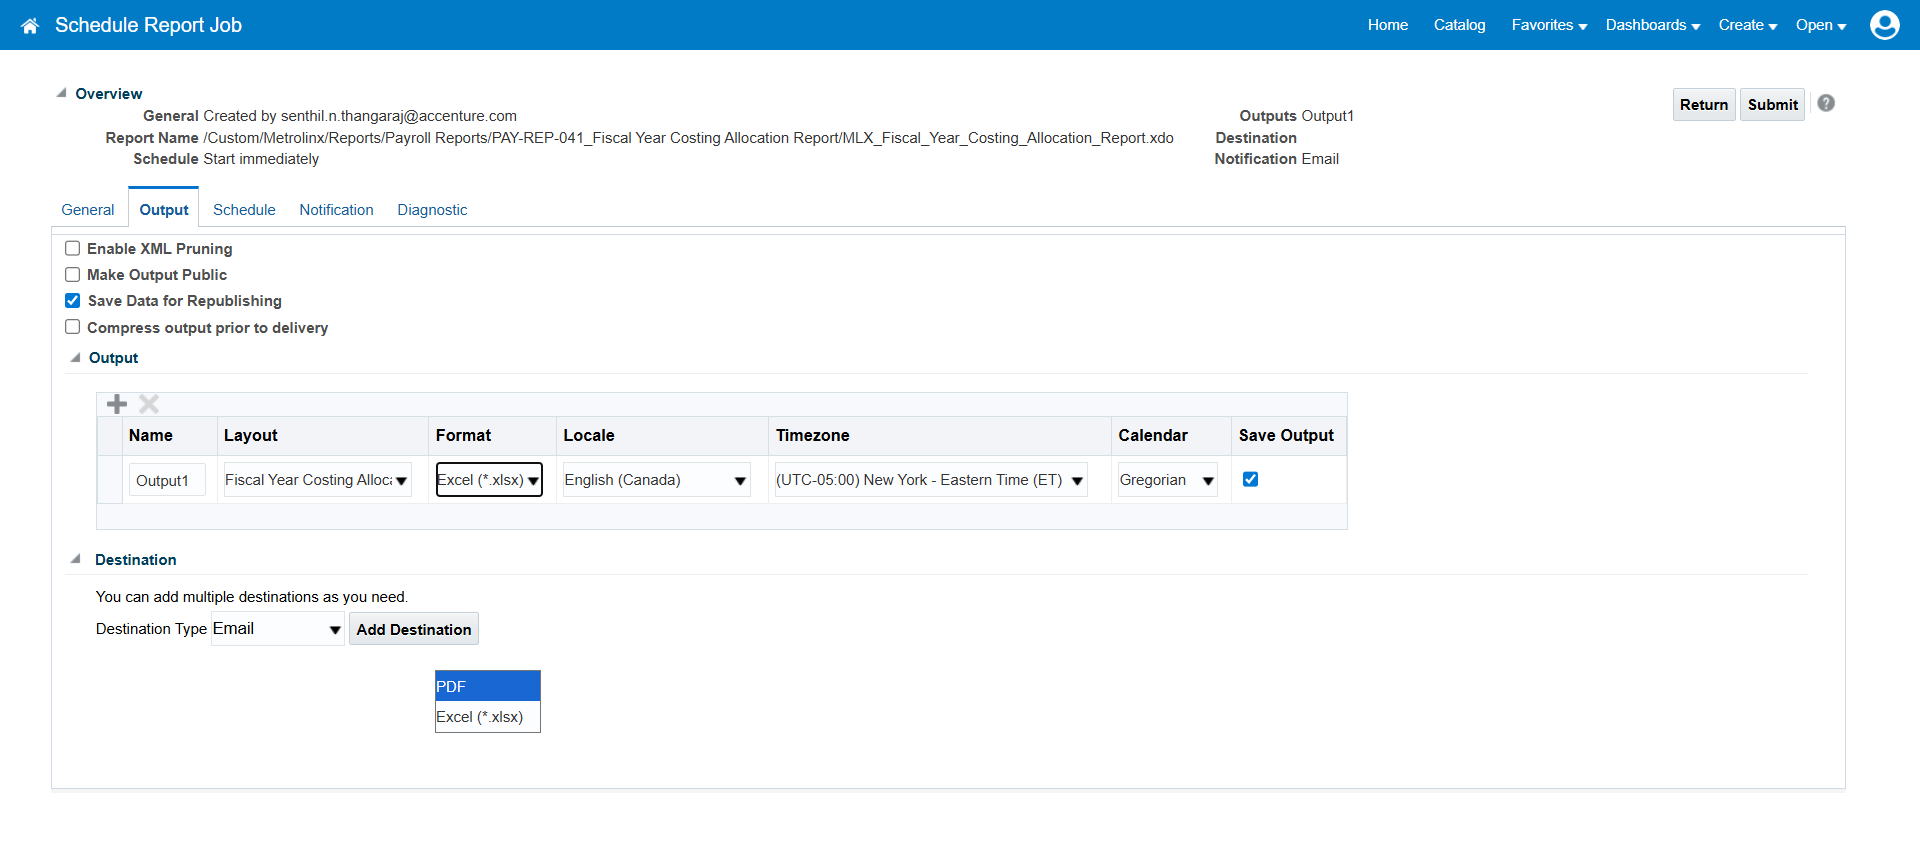 Schedule Report Job
Home Catalog Favorites Dashboards Create Open
Overview
Return Submit ?
General Created by senthil.n.thangaraj@accenture.com
Outputs Output1
Report Name /Custom/Metrolinx/Reports/Payroll Reports/PAY-REP-041_Fiscal Year Costing Allocation Report/MLX_Fiscal_Year_Costing_Allocation_Report.xdo
Destination
Schedule Start immediately
Notification Email
General Output Schedule Notification Diagnostic
Enable XML Pruning
Make Output Public
Save Data for Republishing
Compress output prior to delivery
Output
Name Layout Format Locale Timezone Calendar Save Output
Output1 Fiscal Year Costing Alloca Excel (*.xlsx) English (Canada) (UTC-05:00) New York - Eastern Time (ET) Gregorian
Destination
You can add multiple destinations as you need.
Destination Type Email Add Destination
PDF
Excel (*.xlsx)